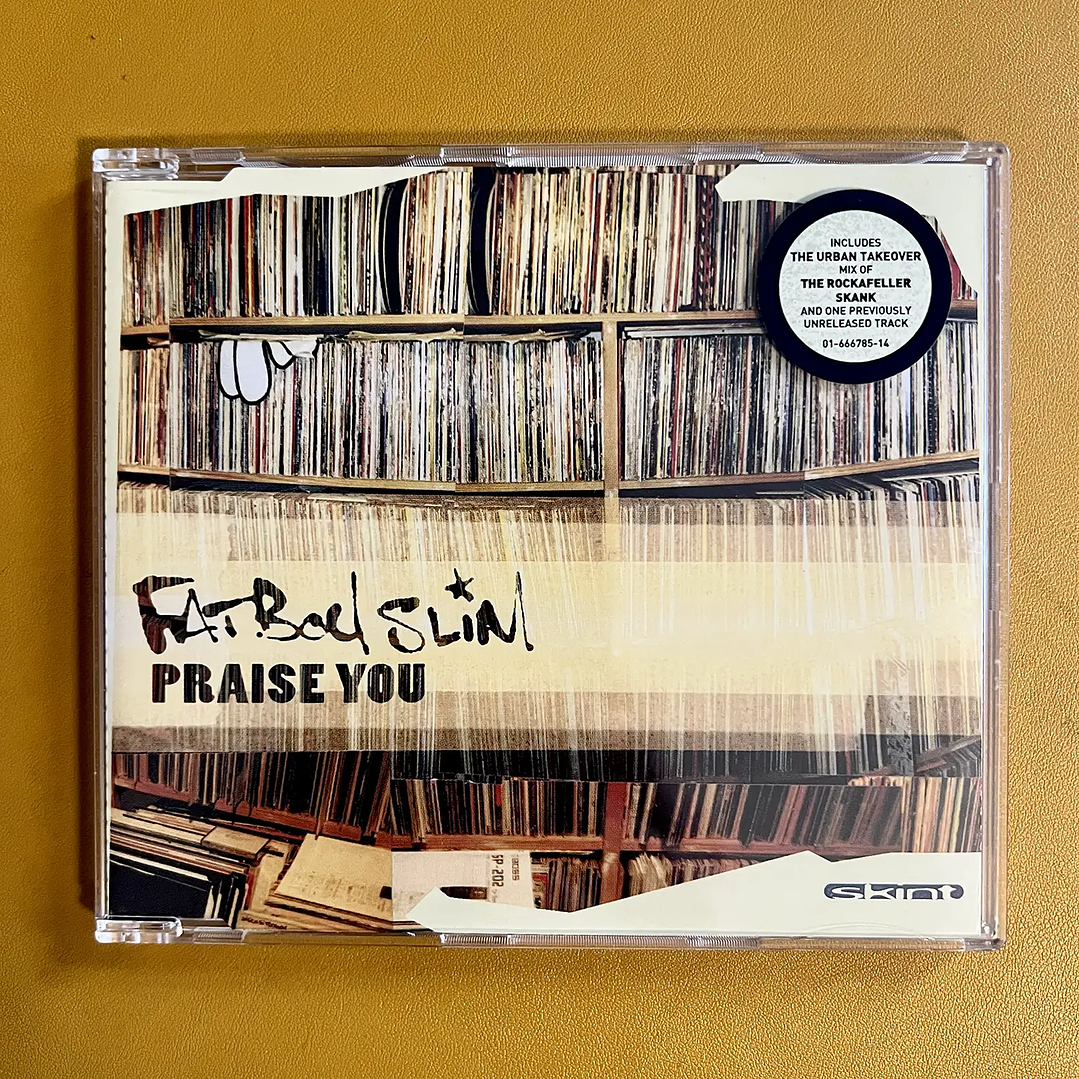 INCLUDES
THE URBAN TAKEOVER
MIX OF
THE ROCKAFELLER
SKANK
AND ONE PREVIOUSLY
UNRELEASED TRACK
01-666785-14
FATBOY SLIM
PRAISE YOU
SP-202
BOSS
skint